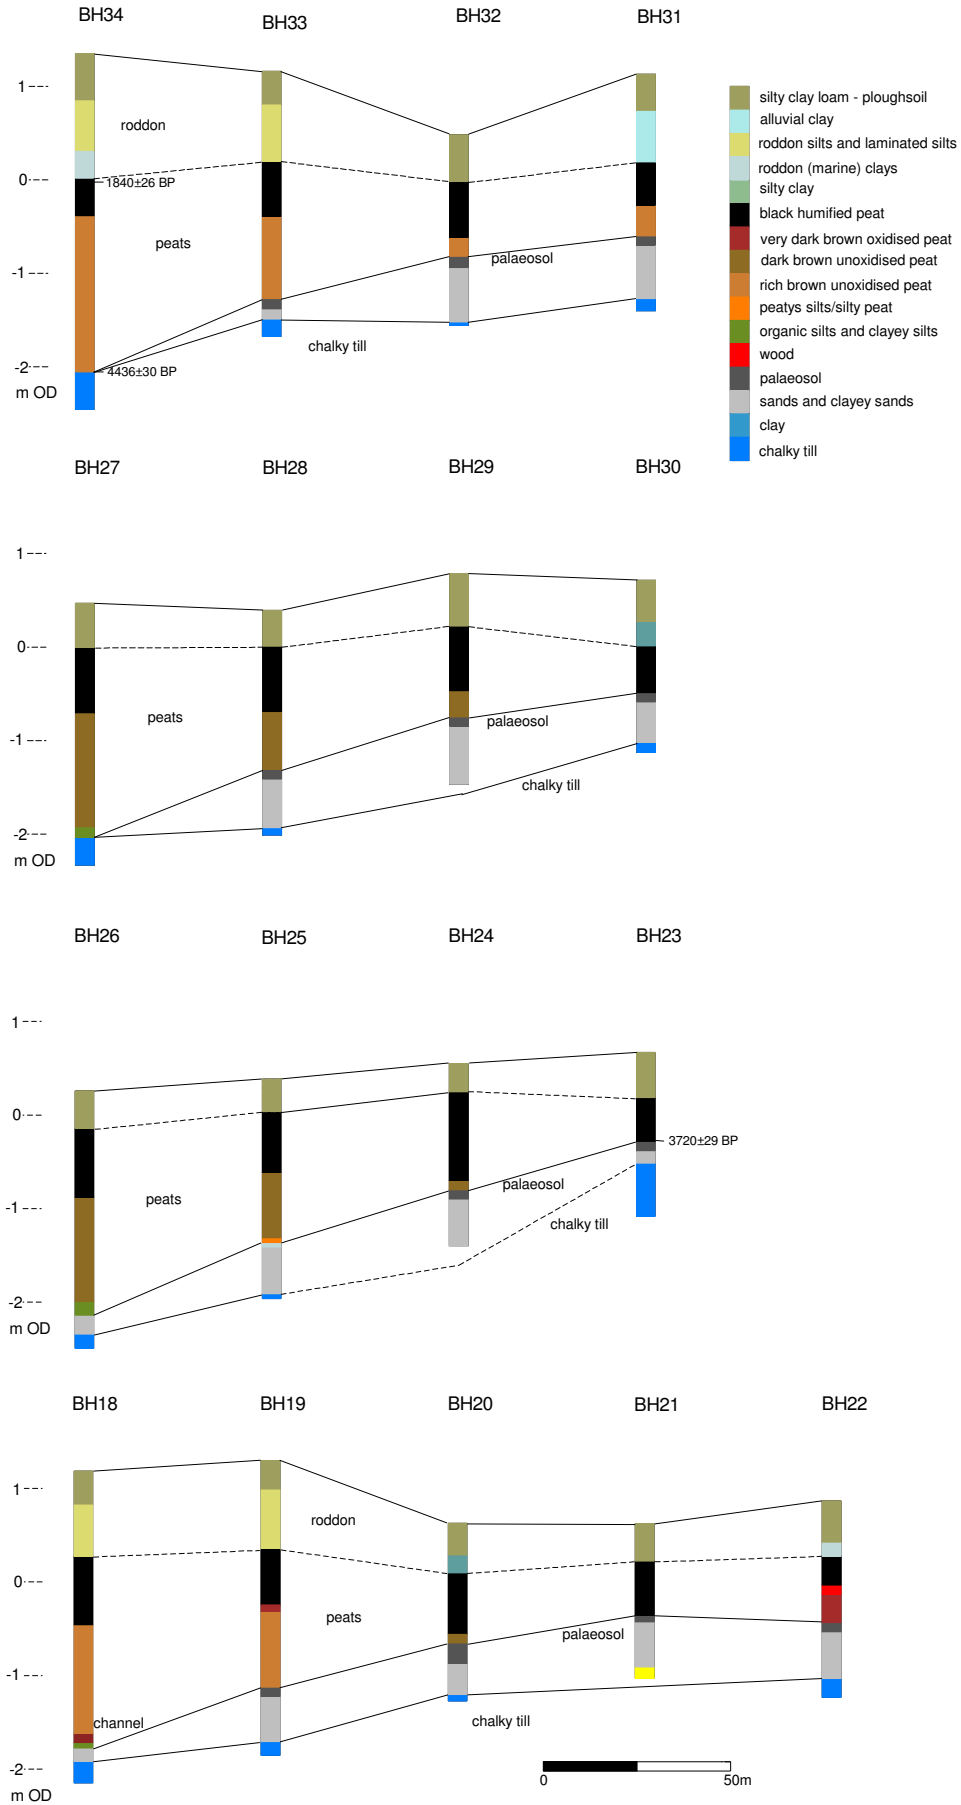 BH34
BH33
BH32
BH31
1
roddon
0
1840±26 BP
peats
-1
palaeosol
chalky till
-2
4436±30 BP
m OD
silty clay loam - ploughsoil
alluvial clay
roddon silts and laminated silts
roddon (marine) clays
silty clay
black humified peat
very dark brown oxidised peat
dark brown unoxidised peat
rich brown unoxidised peat
peatys silts/silty peat
organic silts and clayey silts
wood
palaeosol
sands and clayey sands
clay
chalky till
BH27
BH28
BH29
BH30
1
0
peats
palaeosol
-1
chalky till
-2
m OD
BH26
BH25
BH24
BH23
1
0
3720±29 BP
palaeosol
peats
-1
chalky till
-2
m OD
BH18
BH19
BH20
BH21
BH22
1
roddon
0
peats
palaeosol
-1
channel
chalky till
-2
m OD
0
50m